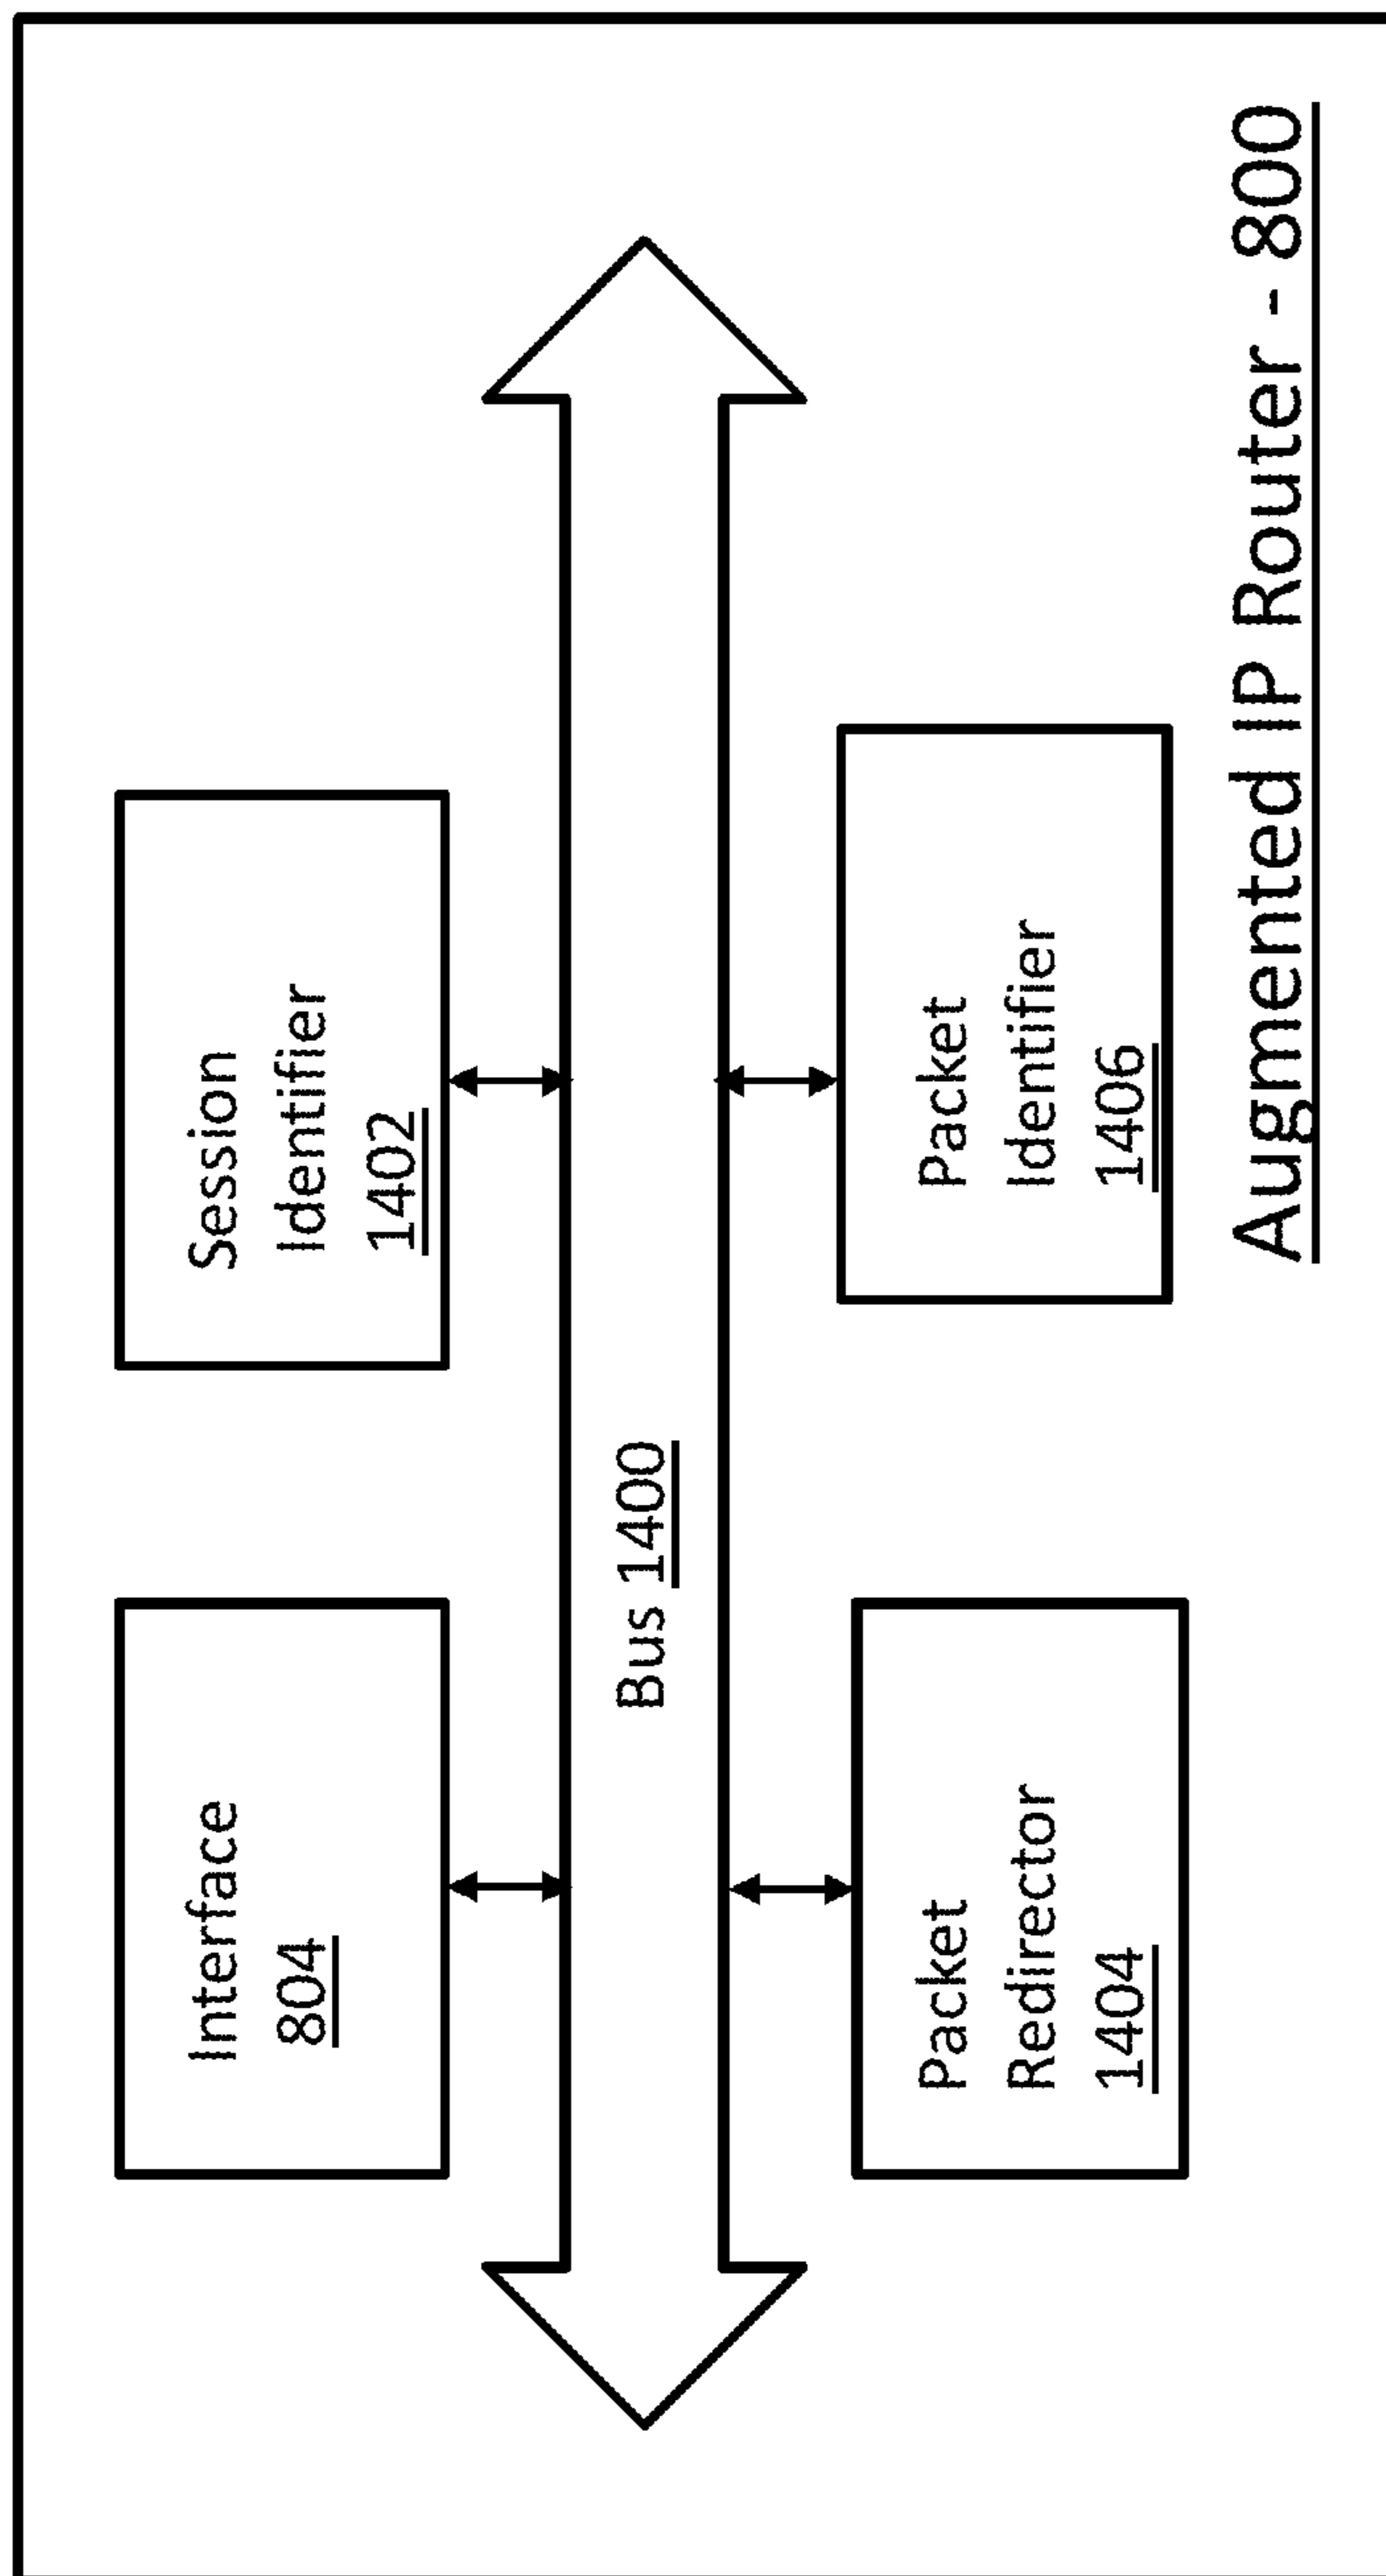 Interface
804
Session
Identifier
1402
Bus 1400
Packet
Redirector
1404
Packet
Identifier
1406
Augmented IP Router - 800